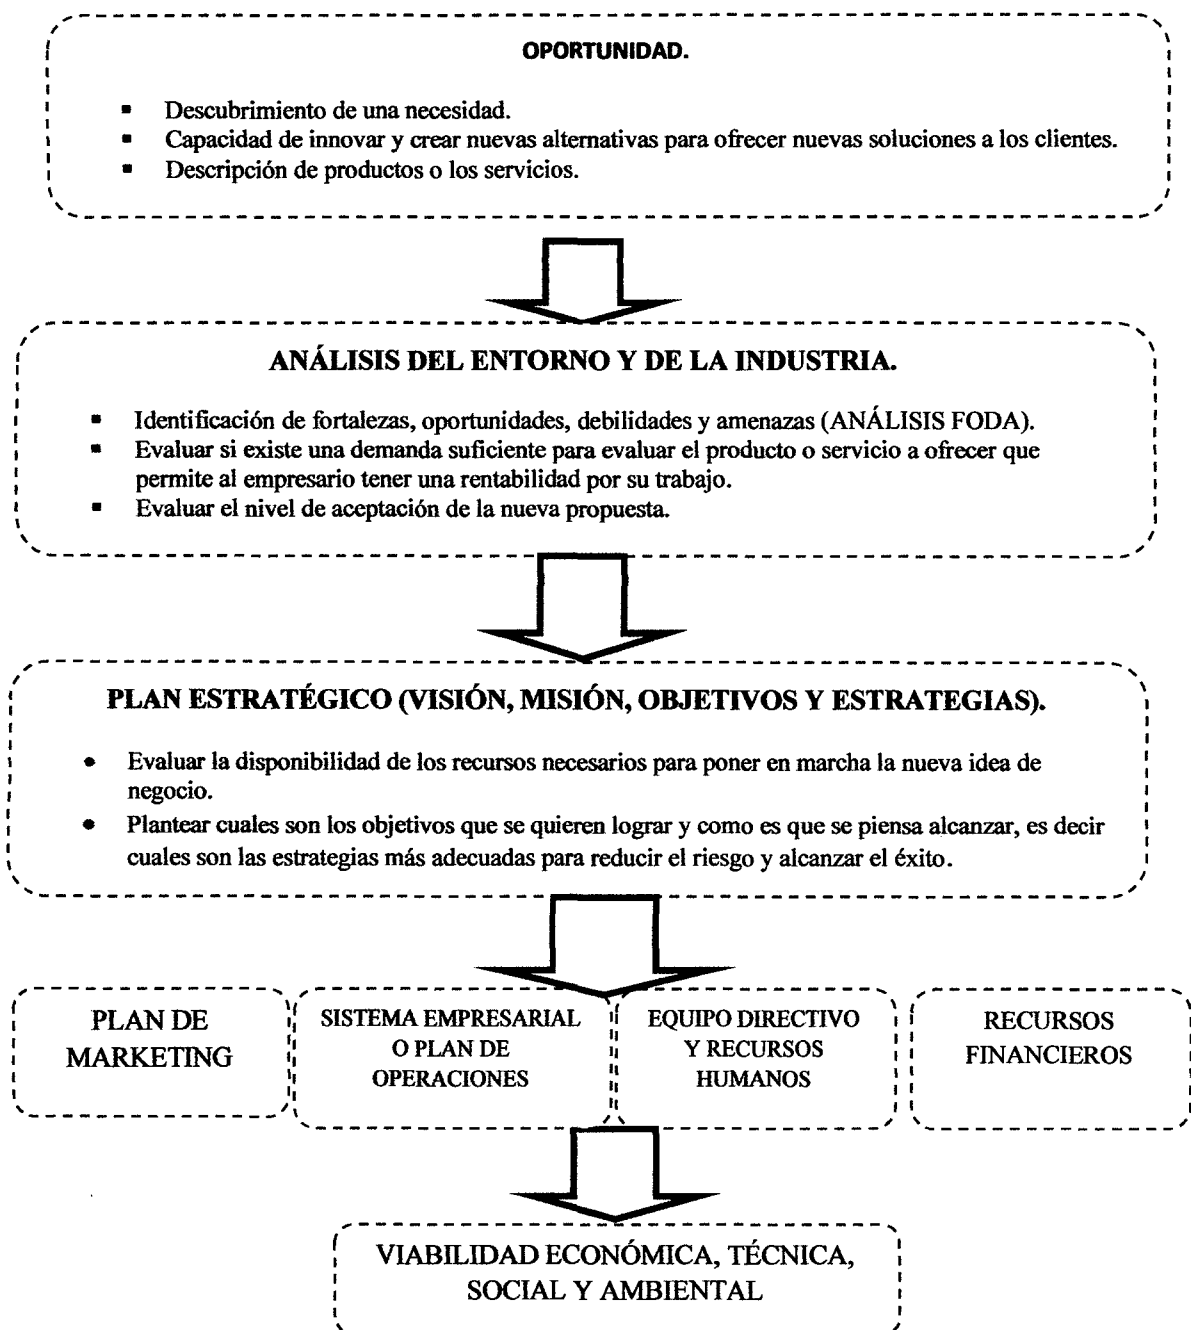 OPORTUNIDAD.
▪ Descubrimiento de una necesidad.
▪ Capacidad de innovar y crear nuevas alternativas para ofrecer nuevas soluciones a los clientes.
▪ Descripción de productos o los servicios.
ANÁLISIS DEL ENTORNO Y DE LA INDUSTRIA.
▪ Identificación de fortalezas, oportunidades, debilidades y amenazas (ANÁLISIS FODA).
▪ Evaluar si existe una demanda suficiente para evaluar el producto o servicio a ofrecer que
permite al empresario tener una rentabilidad por su trabajo.
▪ Evaluar el nivel de aceptación de la nueva propuesta.
PLAN ESTRATÉGICO (VISIÓN, MISIÓN, OBJETIVOS Y ESTRATEGIAS).
• Evaluar la disponibilidad de los recursos necesarios para poner en marcha la nueva idea de
negocio.
• Plantear cuales son los objetivos que se quieren lograr y como es que se piensa alcanzar, es decir
cuales son las estrategias más adecuadas para reducir el riesgo y alcanzar el éxito.
PLAN DE
MARKETING
SISTEMA EMPRESARIAL
O PLAN DE
OPERACIONES
EQUIPO DIRECTIVO
Y RECURSOS
HUMANOS
RECURSOS
FINANCIEROS
VIABILIDAD ECONÓMICA, TÉCNICA,
SOCIAL Y AMBIENTAL